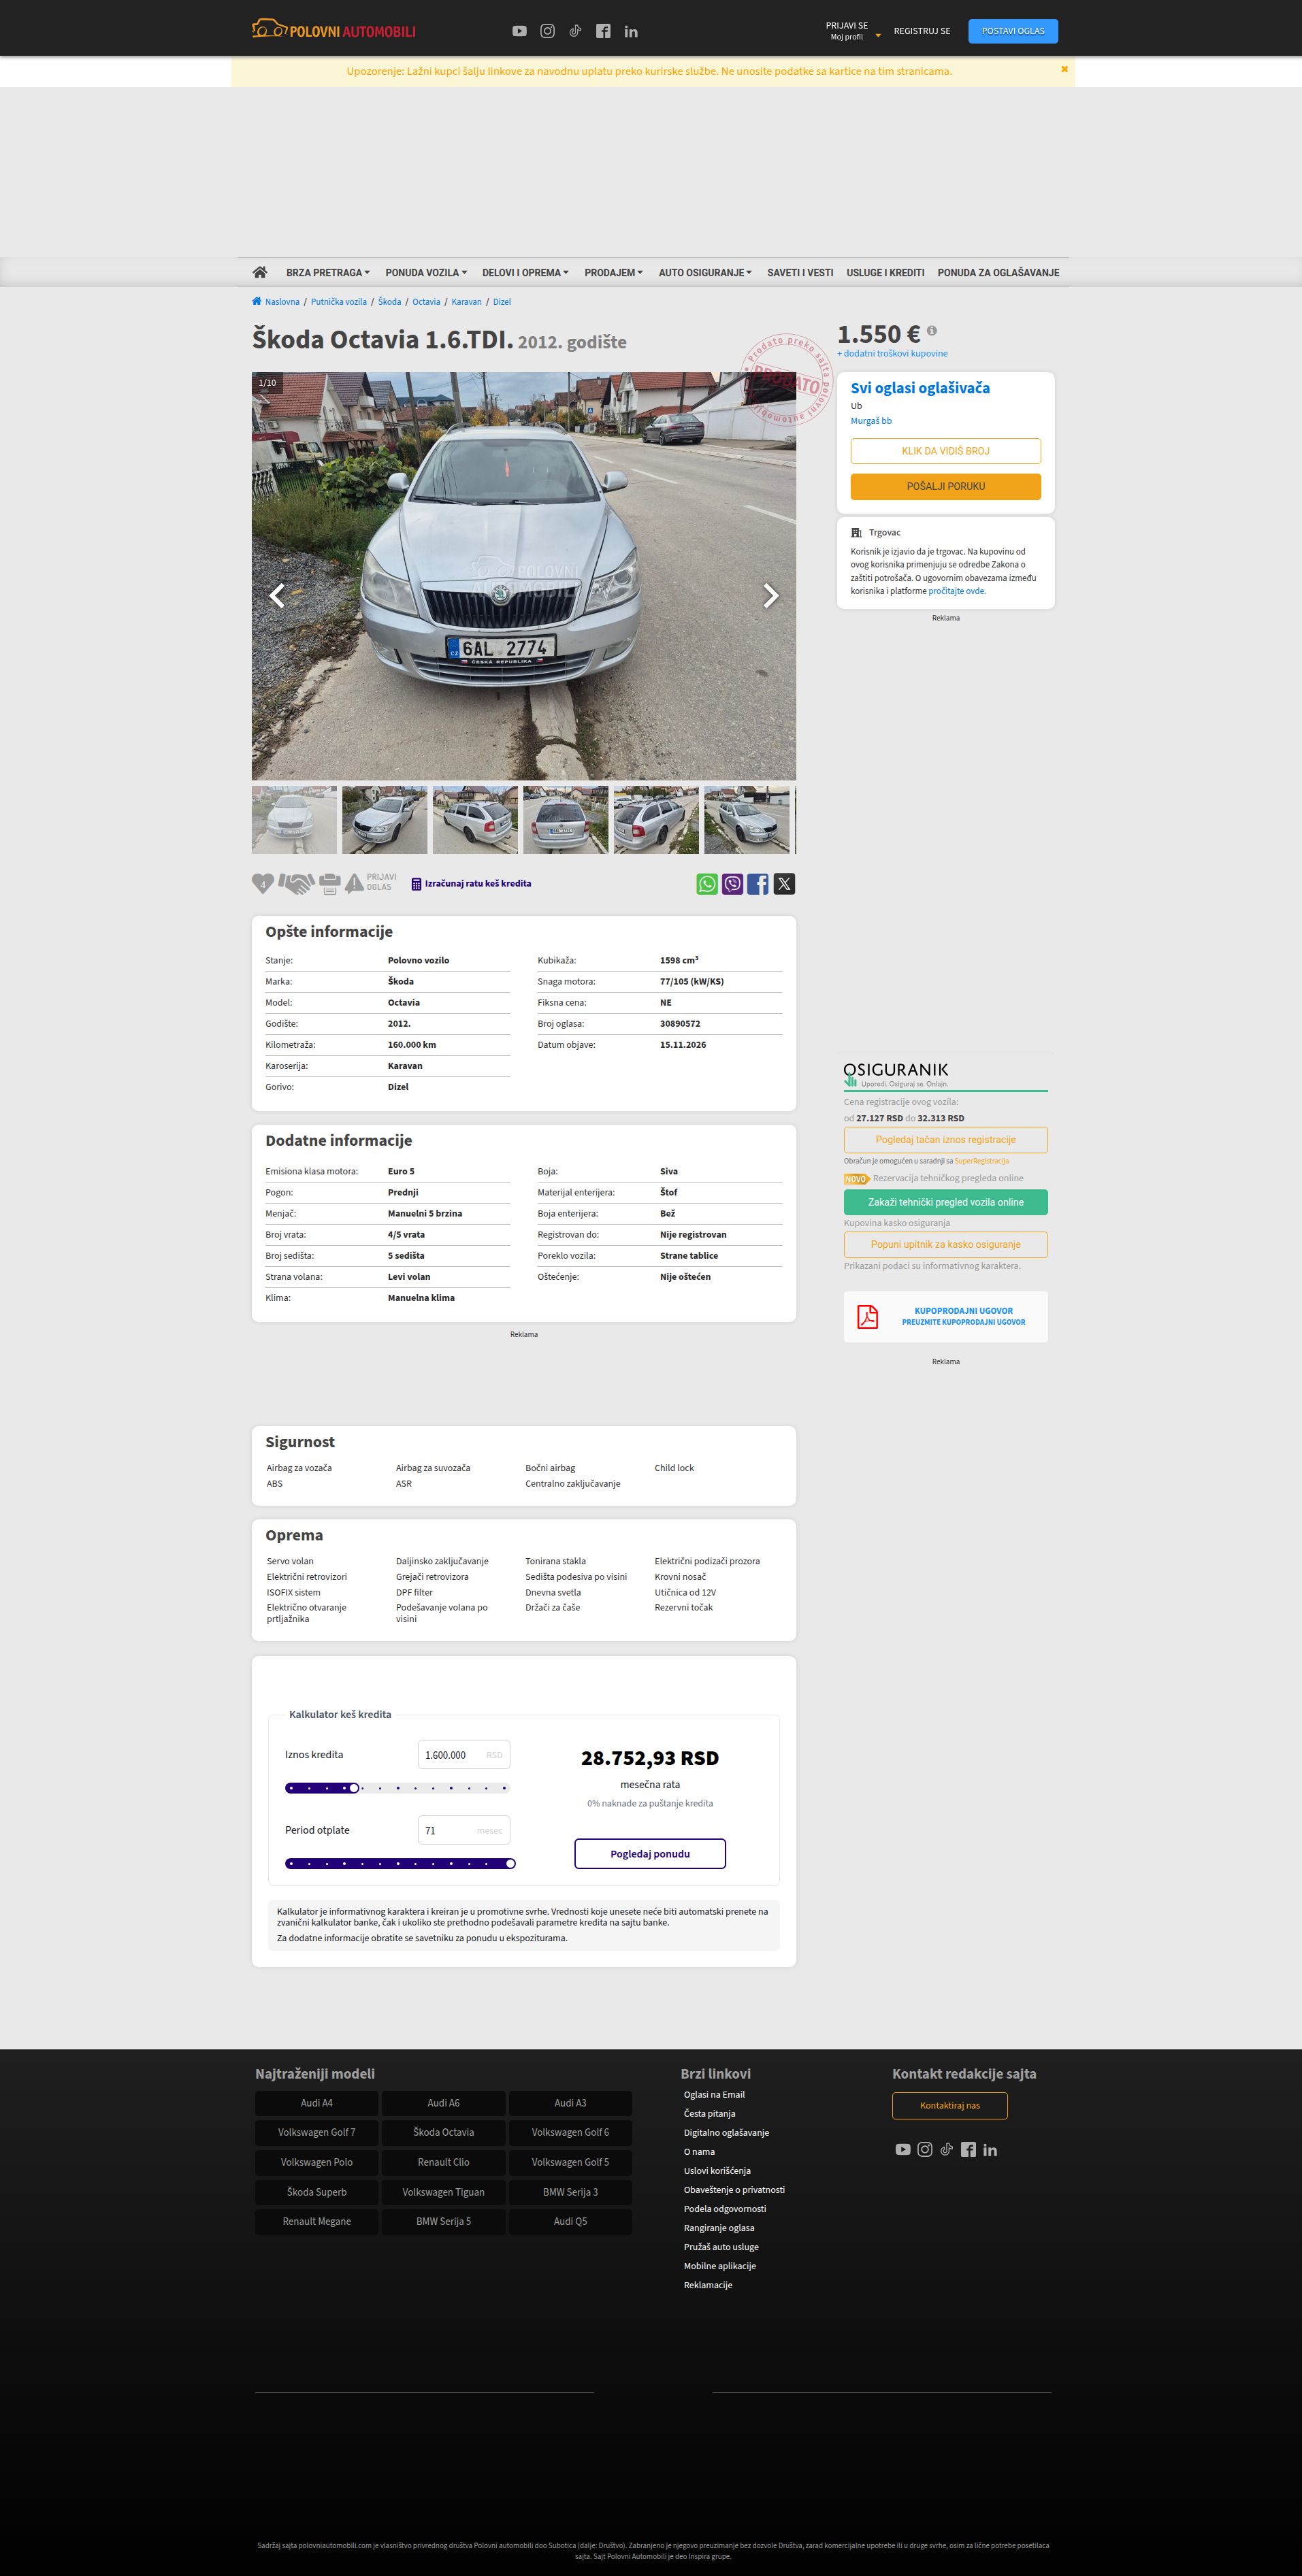 POLOVNI AUTOMOBILI
PRIJAVI SE
Moj profil
REGISTRUJ SE
POSTAVI OGLAS
Upozorenje: Lažni kupci šalju linkove za navodnu uplatu preko kurirske službe. Ne unosite podatke sa kartice na tim stranicama.
BRZA PRETRAGA
PONUDA VOZILA
DELOVI I OPREMA
PRODAJEM
AUTO OSIGURANJE
SAVETI I VESTI
USLUGE I KREDITI
PONUDA ZA OGLAŠAVANJE
Naslovna / Putnička vozila / Škoda / Octavia / Karavan / Dizel
Škoda Octavia 1.6.TDI. 2012. godište
1.550 €
+ dodatni troškovi kupovine
Prodato preko sajta polovni automobili
PRODATO
1/10
POLOVNI
AUTOMOBILI
CZ
6AL 2774
ČESKÁ REPUBLIKA
Svi oglasi oglašivača
Ub
Murgaš bb
KLIK DA VIDIŠ BROJ
POŠALJI PORUKU
Trgovac
Korisnik je izjavio da je trgovac. Na kupovinu od
ovog korisnika primenjuju se odredbe Zakona o
zaštiti potrošača. O ugovornim obavezama između
korisnika i platforme pročitajte ovde.
Reklama
4
PRIJAVI
OGLAS
Izračunaj ratu keš kredita
Opšte informacije
Stanje: Polovno vozilo
Marka: Škoda
Model: Octavia
Godište: 2012.
Kilometraža: 160.000 km
Karoserija: Karavan
Gorivo: Dizel
Kubikaža: 1598 cm³
Snaga motora: 77/105 (kW/KS)
Fiksna cena: NE
Broj oglasa: 30890572
Datum objave: 15.11.2026
Dodatne informacije
Emisiona klasa motora: Euro 5
Pogon: Prednji
Menjač: Manuelni 5 brzina
Broj vrata: 4/5 vrata
Broj sedišta: 5 sedišta
Strana volana: Levi volan
Klima: Manuelna klima
Boja: Siva
Materijal enterijera: Štof
Boja enterijera: Bež
Registrovan do: Nije registrovan
Poreklo vozila: Strane tablice
Oštećenje: Nije oštećen
Reklama
OSIGURANIK
Uporedi. Osiguraj se. Onlajn.
Cena registracije ovog vozila:
od 27.127 RSD do 32.313 RSD
Pogledaj tačan iznos registracije
Obračun je omogućen u saradnji sa SuperRegistracija
NOVO Rezervacija tehničkog pregleda online
Zakaži tehnički pregled vozila online
Kupovina kasko osiguranja
Popuni upitnik za kasko osiguranje
Prikazani podaci su informativnog karaktera.
KUPOPRODAJNI UGOVOR
PREUZMITE KUPOPRODAJNI UGOVOR
Reklama
Sigurnost
Airbag za vozača
Airbag za suvozača
Bočni airbag
Child lock
ABS
ASR
Centralno zaključavanje
Oprema
Servo volan
Daljinsko zaključavanje
Tonirana stakla
Električni podizači prozora
Električni retrovizori
Grejači retrovizora
Sedišta podesiva po visini
Krovni nosač
ISOFIX sistem
DPF filter
Dnevna svetla
Utičnica od 12V
Električno otvaranje
prtljažnika
Podešavanje volana po
visini
Držači za čaše
Rezervni točak
Kalkulator keš kredita
Iznos kredita
1.600.000 RSD
Period otplate
71 mesec
28.752,93 RSD
mesečna rata
0% naknade za puštanje kredita
Pogledaj ponudu
Kalkulator je informativnog karaktera i kreiran je u promotivne svrhe. Vrednosti koje unesete neće biti automatski prenete na
zvanični kalkulator banke, čak i ukoliko ste prethodno podešavali parametre kredita na sajtu banke.
Za dodatne informacije obratite se savetniku za ponudu u ekspoziturama.
Najtraženiji modeli
Audi A4
Audi A6
Audi A3
Volkswagen Golf 7
Škoda Octavia
Volkswagen Golf 6
Volkswagen Polo
Renault Clio
Volkswagen Golf 5
Škoda Superb
Volkswagen Tiguan
BMW Serija 3
Renault Megane
BMW Serija 5
Audi Q5
Brzi linkovi
Oglasi na Email
Česta pitanja
Digitalno oglašavanje
O nama
Uslovi korišćenja
Obaveštenje o privatnosti
Podela odgovornosti
Rangiranje oglasa
Pružaš auto usluge
Mobilne aplikacije
Reklamacije
Kontakt redakcije sajta
Kontaktiraj nas
Sadržaj sajta polovniautomobili.com je vlasništvo privrednog društva Polovni automobili doo Subotica (dalje: Društvo). Zabranjeno je njegovo preuzimanje bez dozvole Društva, zarad komercijalne upotrebe ili u druge svrhe, osim za lične potrebe posetilaca
sajta. Sajt Polovni Automobili je deo Inspira grupe.